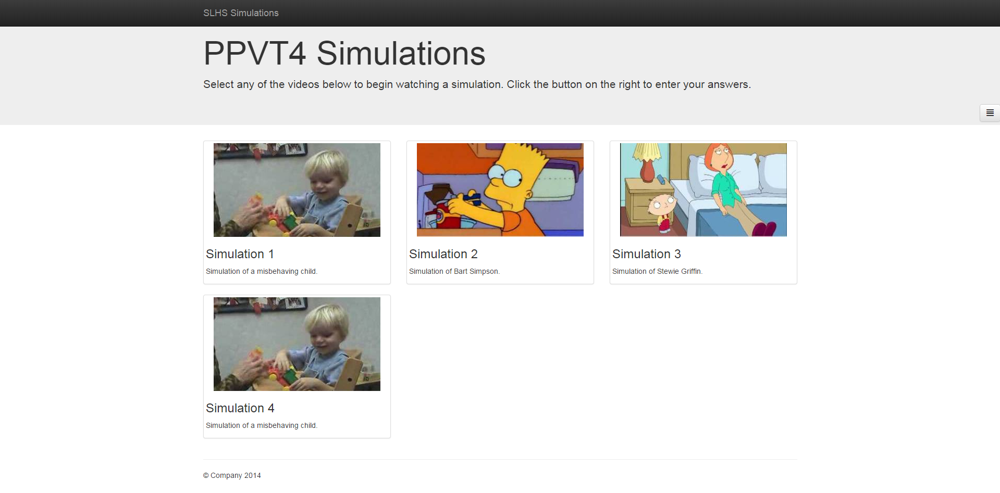 SLHS Simulations
PPVT4 Simulations
Select any of the videos below to begin watching a simulation. Click the button on the right to enter your answers.
Simulation 1
Simulation of a misbehaving child.
Simulation 2
Simulation of Bart Simpson.
Simulation 3
Simulation of Stewie Griffin.
Simulation 4
Simulation of a misbehaving child.
© Company 2014